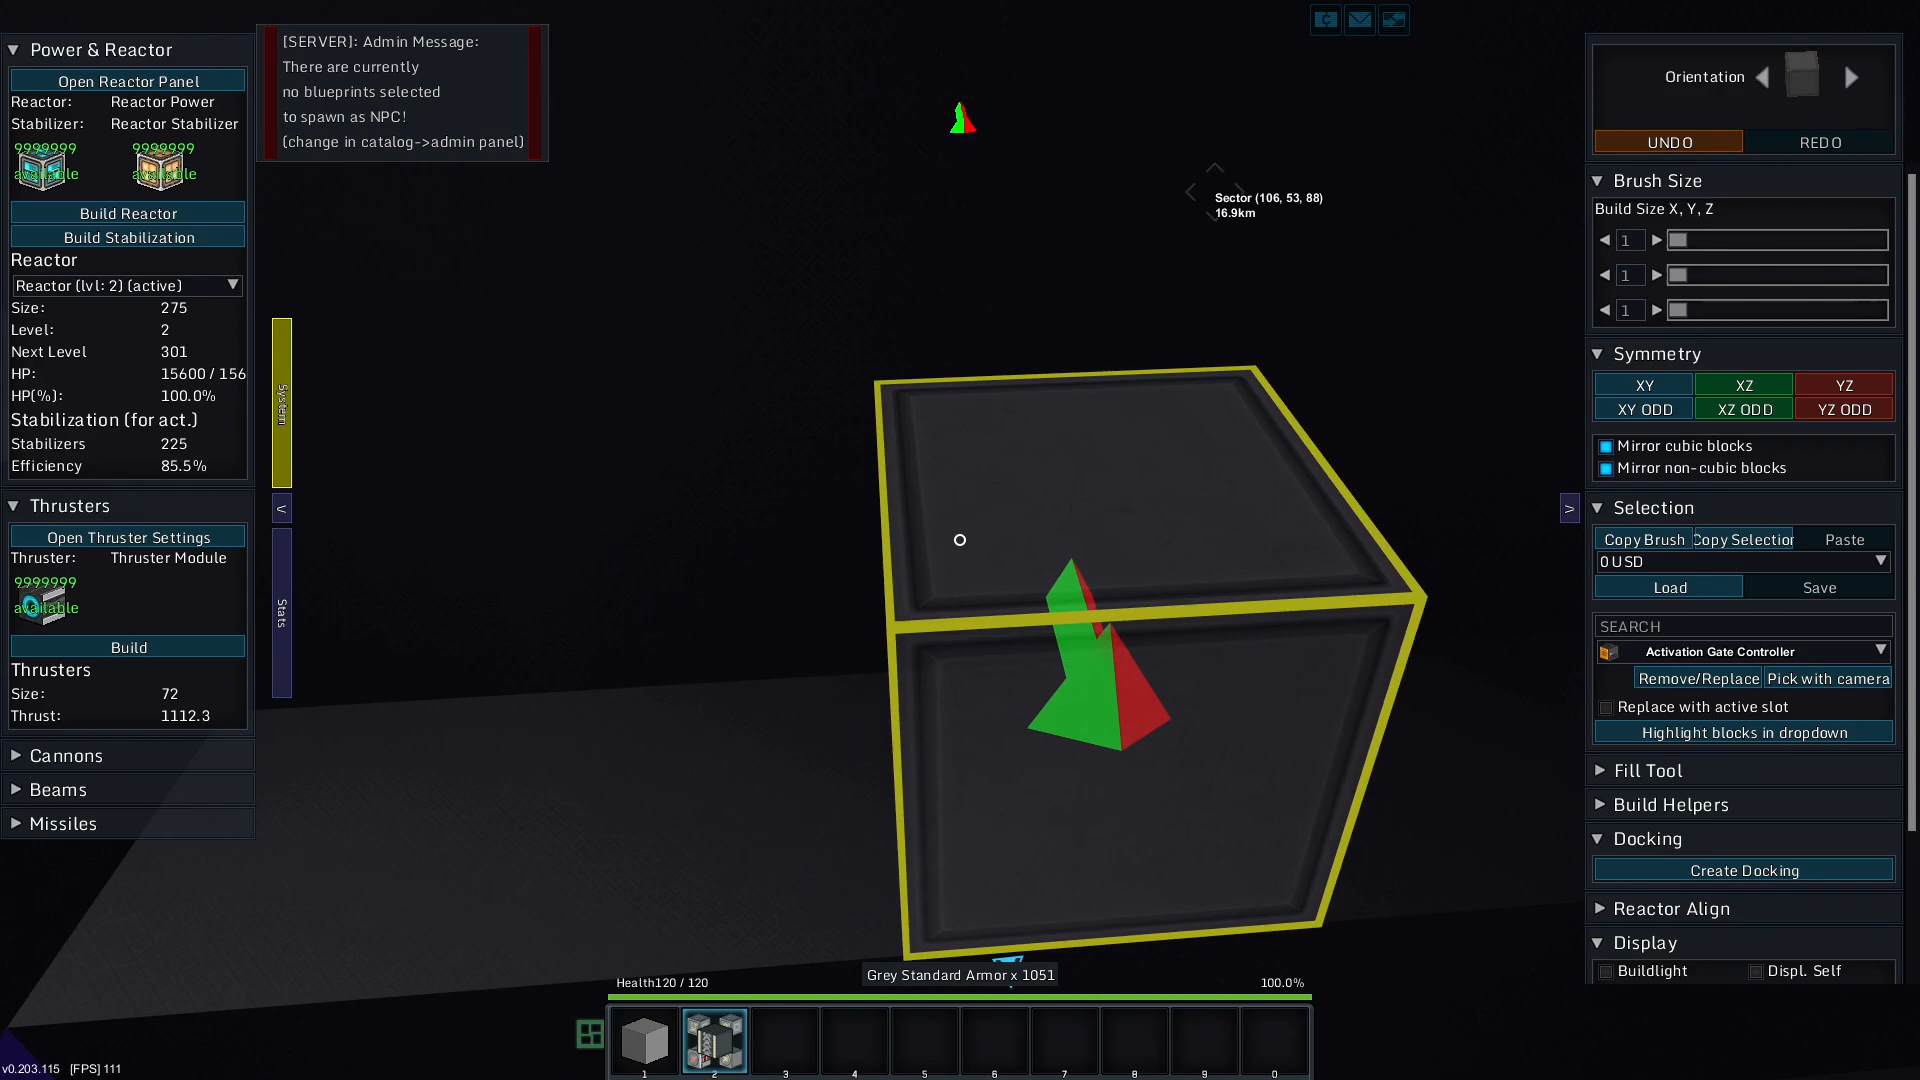 Power & Reactor
Open Reactor Panel
Reactor: Reactor Power
Stabilizer: Reactor Stabilizer
9999999 9999999
available available
Build Reactor
Build Stabilization
Reactor
Reactor (lvl: 2) (active)
Size: 275
Level: 2
Next Level 301
HP: 15600 / 156
HP(%): 100.0%
Stabilization (for act.)
Stabilizers 225
Efficiency 85.5%
Thrusters
Open Thruster Settings
Thruster: Thruster Module
9999999
available
Build
Thrusters
Size: 72
Thrust: 1112.3
Cannons
Beams
Missiles
v0.203.115 [FPS] 111
[SERVER]: Admin Message:
There are currently
no blueprints selected
to spawn as NPC!
(change in catalog->admin panel)
System
V
Stats
Sector (106, 53, 88)
16.9km
Grey Standard Armor x 1051
Health120 / 120 100.0%
1 2 3 4 5 6 7 8 9 0
Orientation
UNDO REDO
Brush Size
Build Size X, Y, Z
1
1
1
Symmetry
XY XZ YZ
XY ODD XZ ODD YZ ODD
Mirror cubic blocks
Mirror non-cubic blocks
Selection
Copy Brush Copy Selection Paste
0 USD
Load Save
SEARCH
Activation Gate Controller
Remove/Replace Pick with camera
Replace with active slot
Highlight blocks in dropdown
Fill Tool
Build Helpers
Docking
Create Docking
Reactor Align
Display
Buildlight Displ. Self